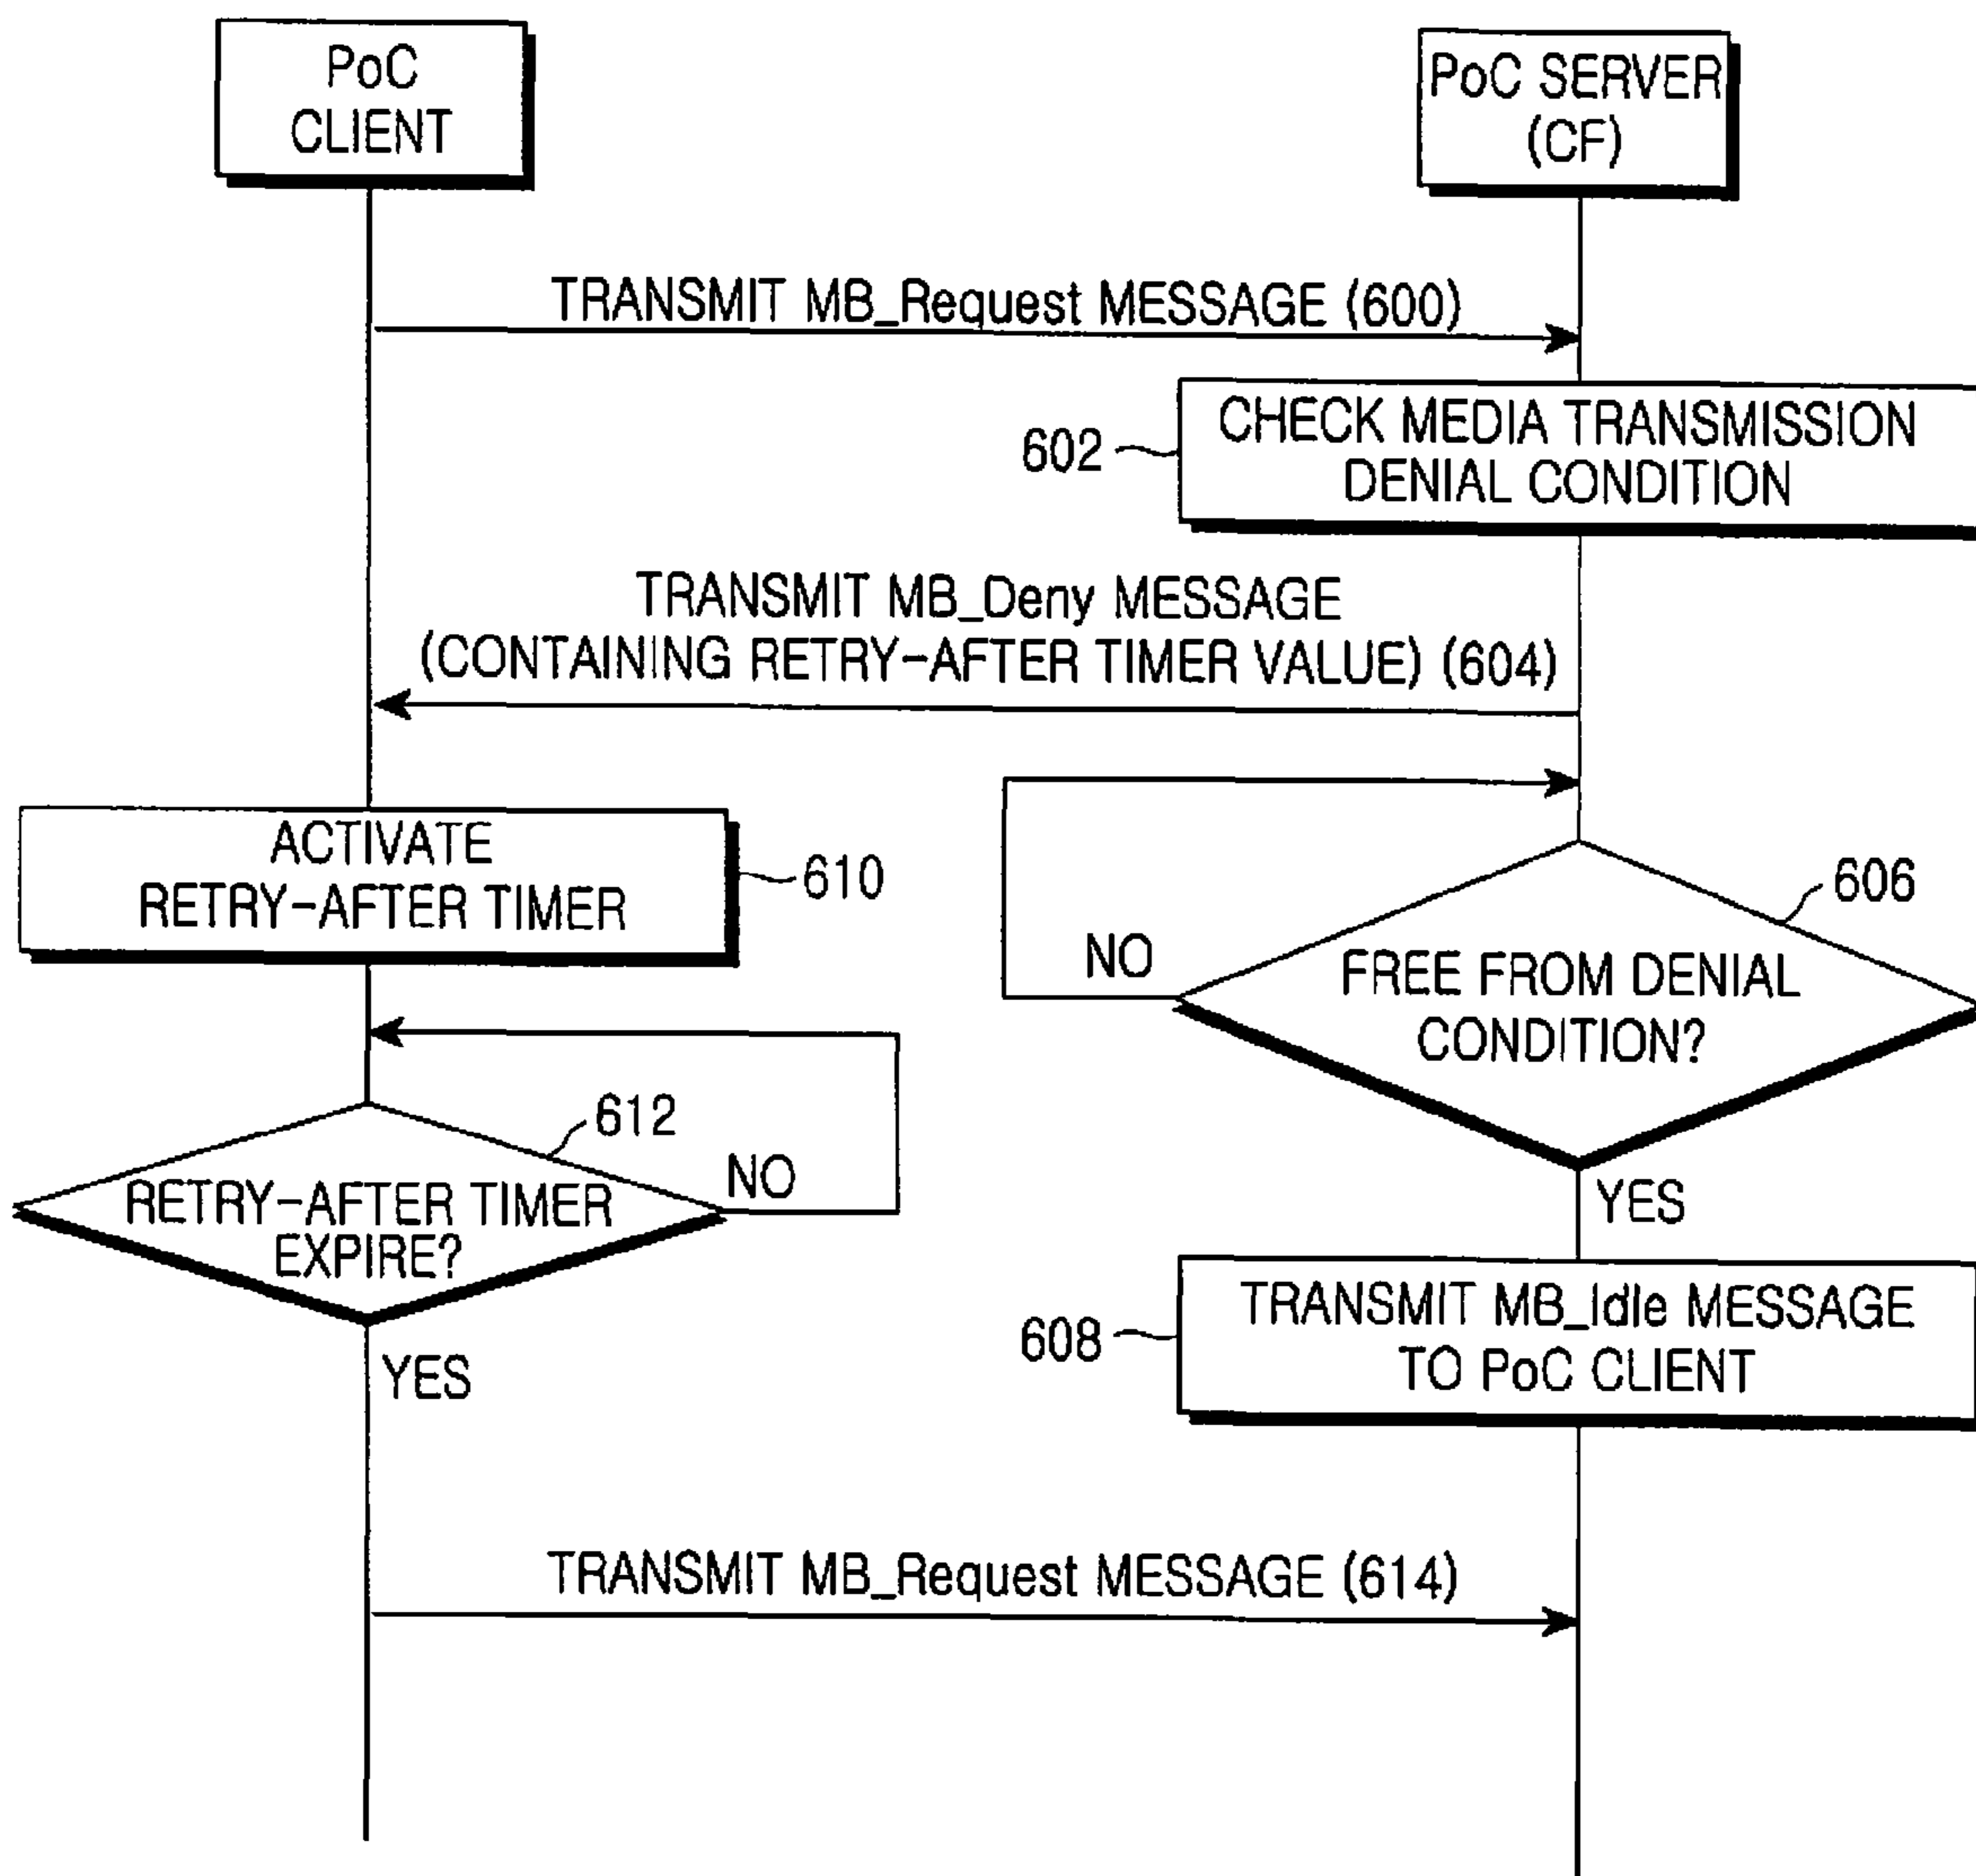 PoC
CLIENT
PoC SERVER
(CF)
TRANSMIT MB_Request MESSAGE (600)
602
CHECK MEDIA TRANSMISSION
DENIAL CONDITION
TRANSMIT MB_Deny MESSAGE
(CONTAINING RETRY-AFTER TIMER VALUE) (604)
ACTIVATE
RETRY-AFTER TIMER
610
606
NO
FREE FROM DENIAL
CONDITION?
612
NO
RETRY-AFTER TIMER
EXPIRE?
YES
YES
608
TRANSMIT MB_Idle MESSAGE
TO PoC CLIENT
TRANSMIT MB_Request MESSAGE (614)